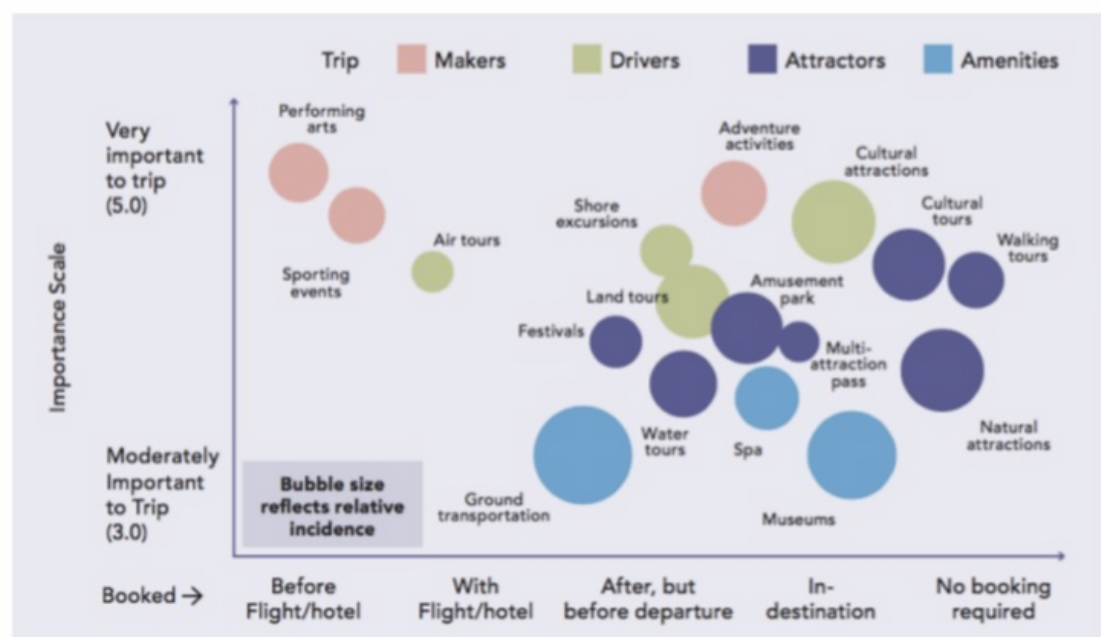 Trip Makers Drivers Attractors Amenities
Performing
arts
Very
important
to trip
(5.0)
Adventure
activities
Cultural
attractions
Shore
excursions
Cultural
tours
Air tours
Walking
tours
Sporting
events
Importance Scale
Land tours
Amusement
park
Festivals
Multi-
attraction
pass
Water
tours
Spa
Natural
attractions
Moderately
Important
to Trip
(3.0)
Bubble size
reflects relative
incidence
Ground
transportation
Museums
Booked →
Before
Flight/hotel
With
Flight/hotel
After, but
before departure
In-
destination
No booking
required